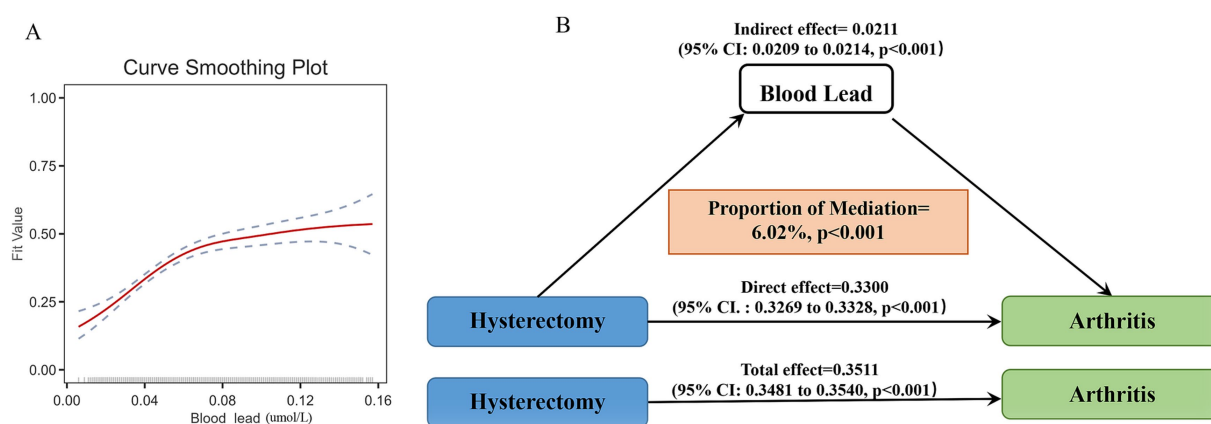 A
Curve Smoothing Plot
1.00
0.75
0.50
0.25
0.00
Fit Value
0.00 0.04 0.08 0.12 0.16
Blood lead (umol/L)
B
Indirect effect= 0.0211
(95% CI: 0.0209 to 0.0214, p<0.001)
Blood Lead
Proportion of Mediation=
6.02%, p<0.001
Direct effect=0.3300
(95% CI. : 0.3269 to 0.3328, p<0.001)
Hysterectomy
Arthritis
Total effect=0.3511
(95% CI: 0.3481 to 0.3540, p<0.001)
Hysterectomy
Arthritis